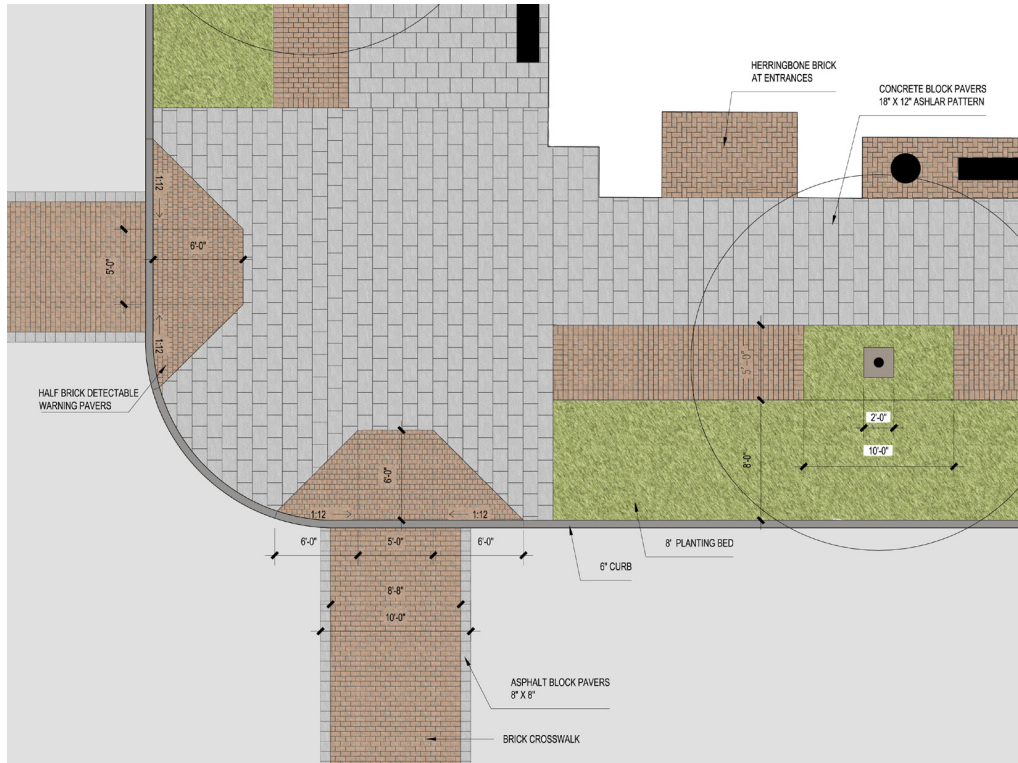 HERRINGBONE BRICK
AT ENTRANCES
CONCRETE BLOCK PAVERS
18" X 12" ASHLAR PATTERN
1:12
6'-0"
5'-0"
1:12
HALF BRICK DETECTABLE
WARNING PAVERS
5'-0"
2'-0"
10'-0"
8'-0"
6'-0"
1:12
1:12
6'-0"
5'-0"
6'-0"
8' PLANTING BED
6" CURB
8'-8"
10'-0"
ASPHALT BLOCK PAVERS
8" X 8"
BRICK CROSSWALK